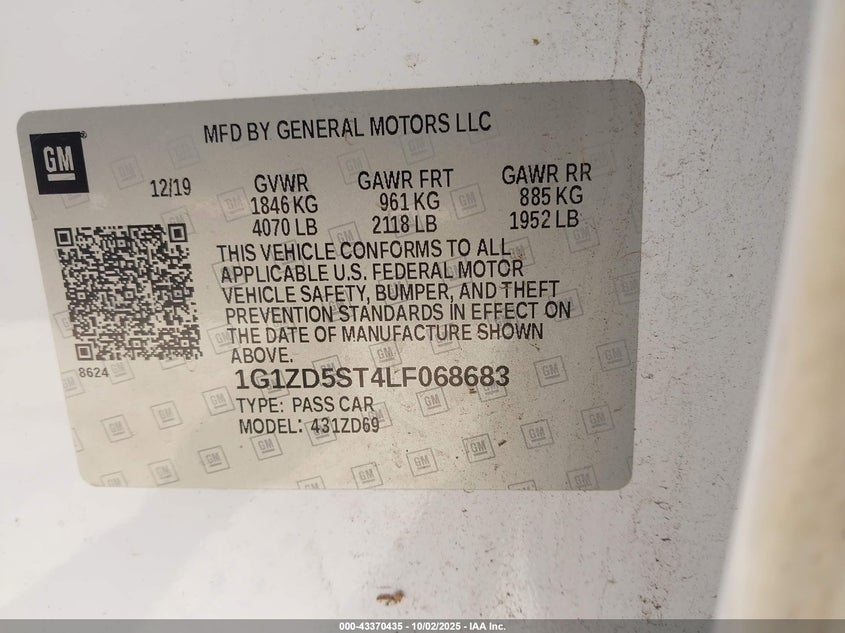 MFD BY GENERAL MOTORS LLC
GM
12/19
GVWR
1846 KG
4070 LB
GAWR FRT
961 KG
2118 LB
GAWR RR
885 KG
1952 LB
THIS VEHICLE CONFORMS TO ALL
APPLICABLE U.S. FEDERAL MOTOR
VEHICLE SAFETY, BUMPER, AND THEFT
PREVENTION STANDARDS IN EFFECT ON
THE DATE OF MANUFACTURE SHOWN
ABOVE.
8624
1G1ZD5ST4LF068683
TYPE: PASS CAR
MODEL: 431ZD69
000-43370435 - 10/02/2025 - IAA Inc.